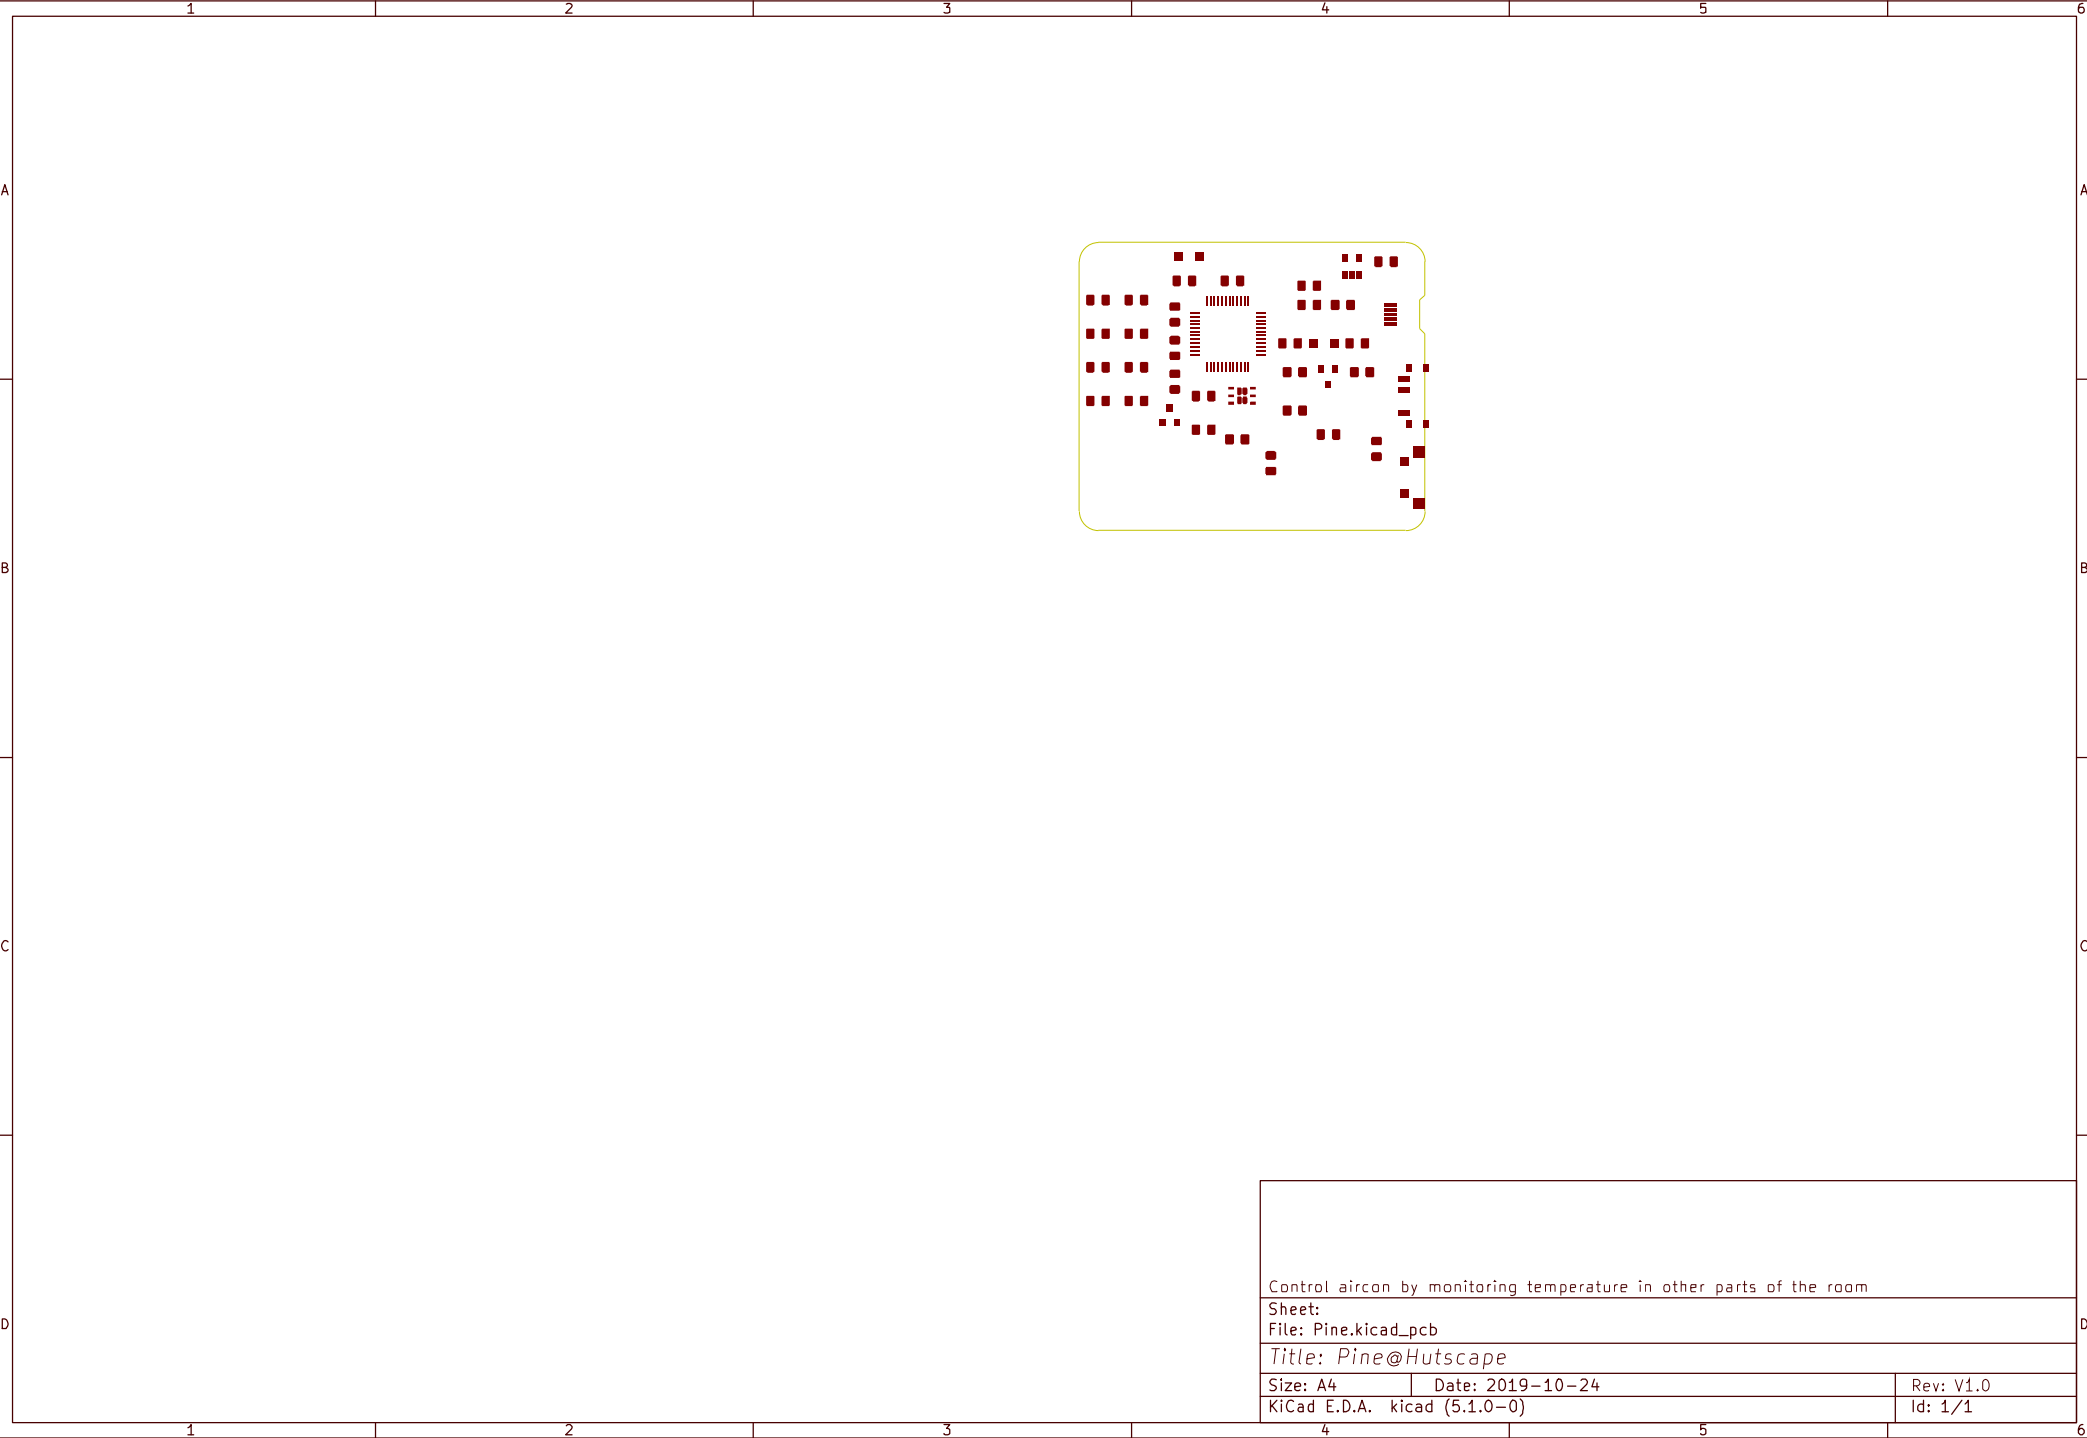 1 2 3 4 5 6
A A
B B
C C
D D
Control aircon by monitoring temperature in other parts of the room
Sheet:
File: Pine.kicad_pcb
Title: Pine@Hutscape
Size: A4 Date: 2019-10-24 Rev: V1.0
KiCad E.D.A. kicad (5.1.0-0) Id: 1/1
1 2 3 4 5 6